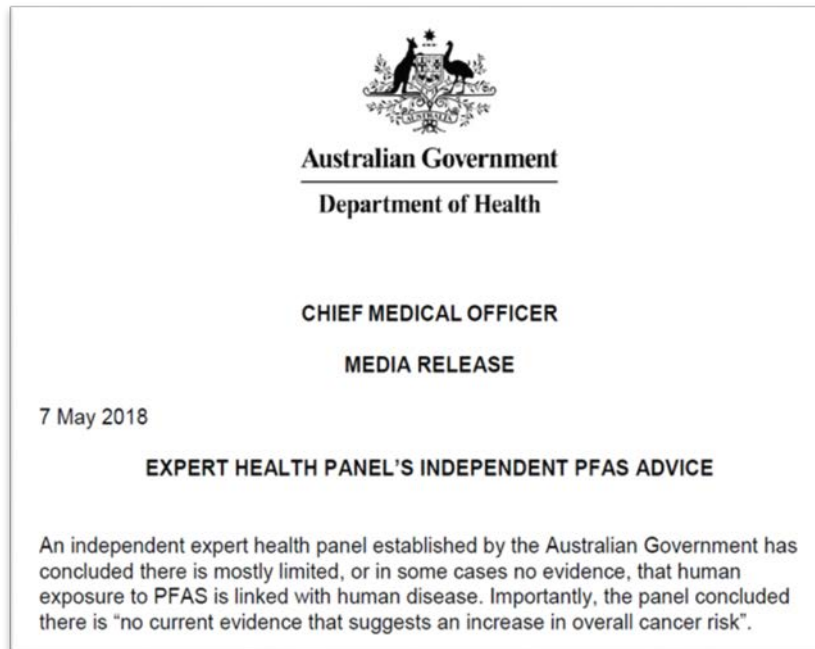 AUSTRALIA
Australian Government
Department of Health
CHIEF MEDICAL OFFICER
MEDIA RELEASE
7 May 2018
EXPERT HEALTH PANEL'S INDEPENDENT PFAS ADVICE
An independent expert health panel established by the Australian Government has
concluded there is mostly limited, or in some cases no evidence, that human
exposure to PFAS is linked with human disease. Importantly, the panel concluded
there is “no current evidence that suggests an increase in overall cancer risk”.